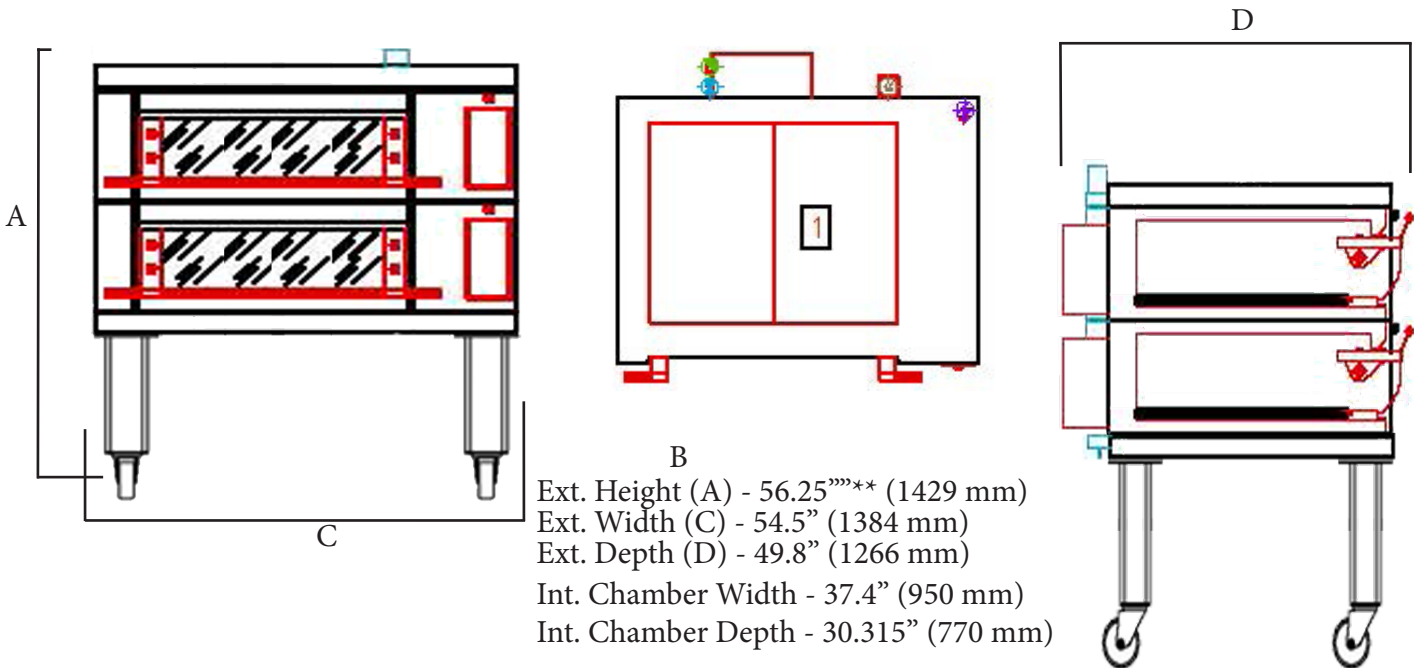 D
A
1
C
B
Ext. Height (A) - 56.25””** (1429 mm)
Ext. Width (C) - 54.5” (1384 mm)
Ext. Depth (D) - 49.8” (1266 mm)
Int. Chamber Width - 37.4” (950 mm)
Int. Chamber Depth - 30.315” (770 mm)